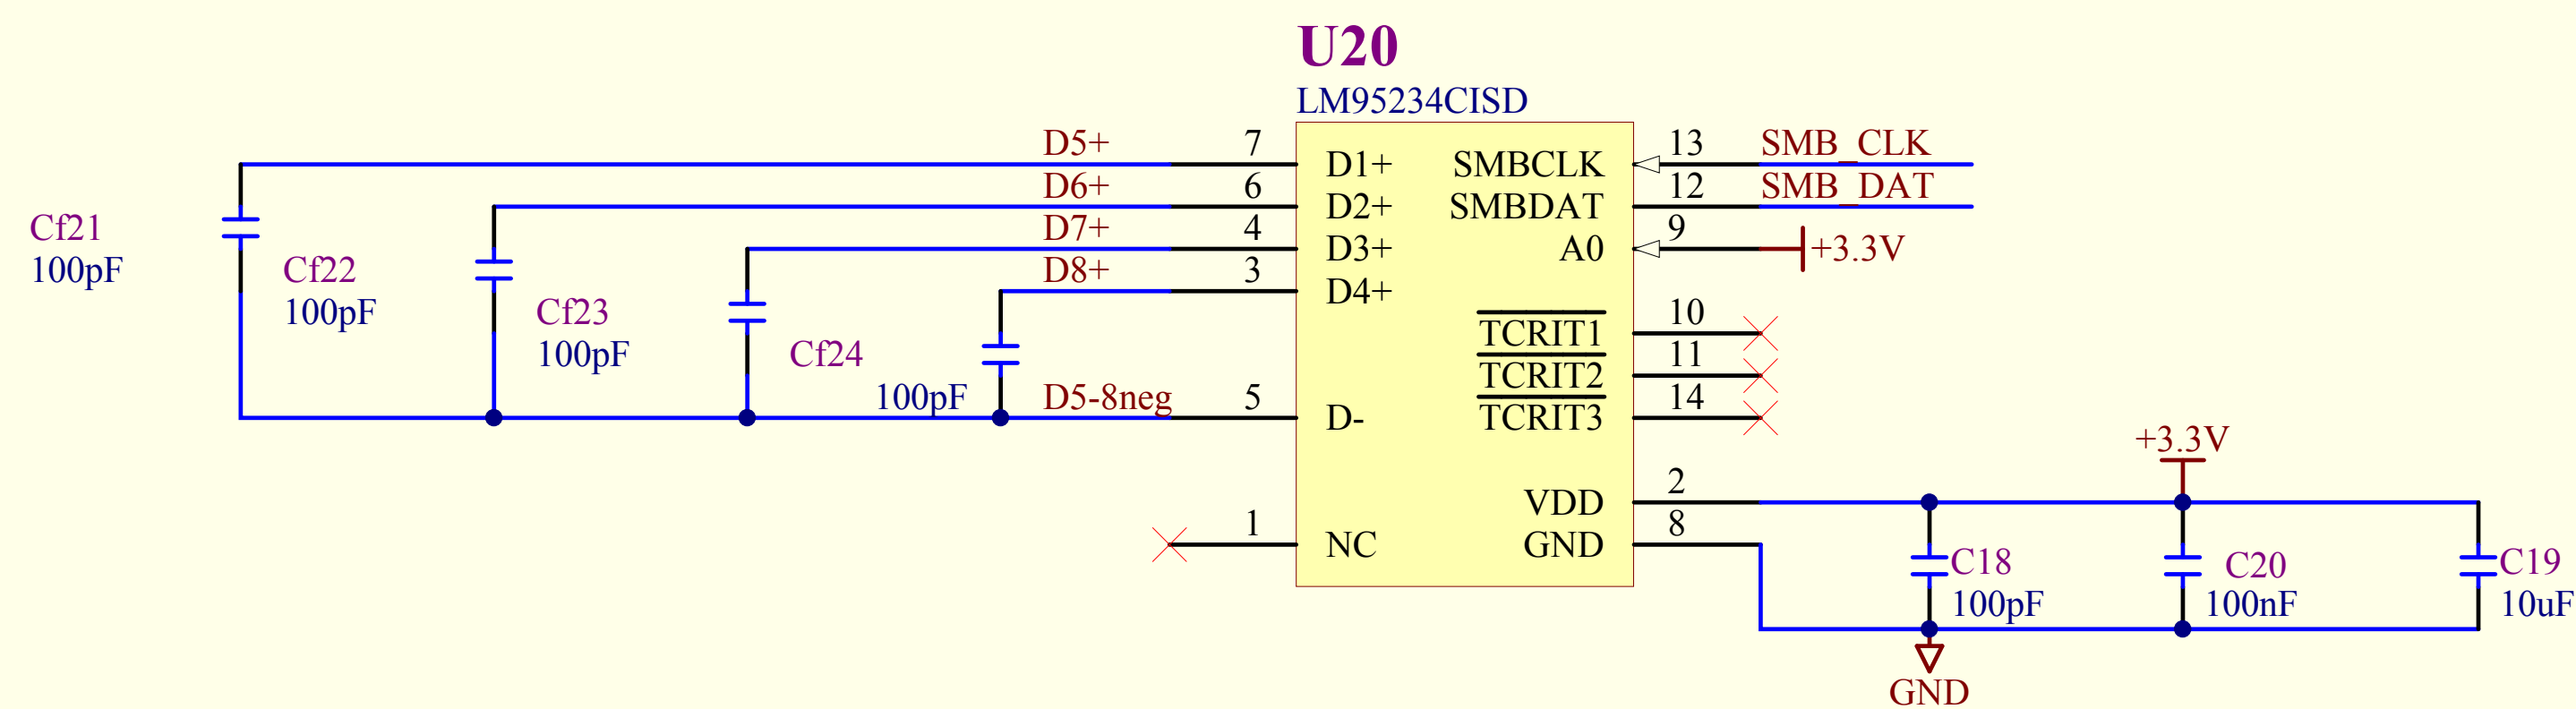 U20
LM95234CISD
D5+ 7 D1+ SMBCLK 13 SMB_CLK
D6+ 6 D2+ SMBDAT 12 SMB_DAT
D7+ 4 D3+ A0 9 +3.3V
D8+ 3 D4+
Cf21
100pF
Cf22
100pF
Cf23
100pF
Cf24
100pF
TCRIT1 10
TCRIT2 11
D5-8neg 5 D- TCRIT3 14
+3.3V
VDD 2
1 NC GND 8
C18
100pF
C20
100nF
C19
10uF
GND